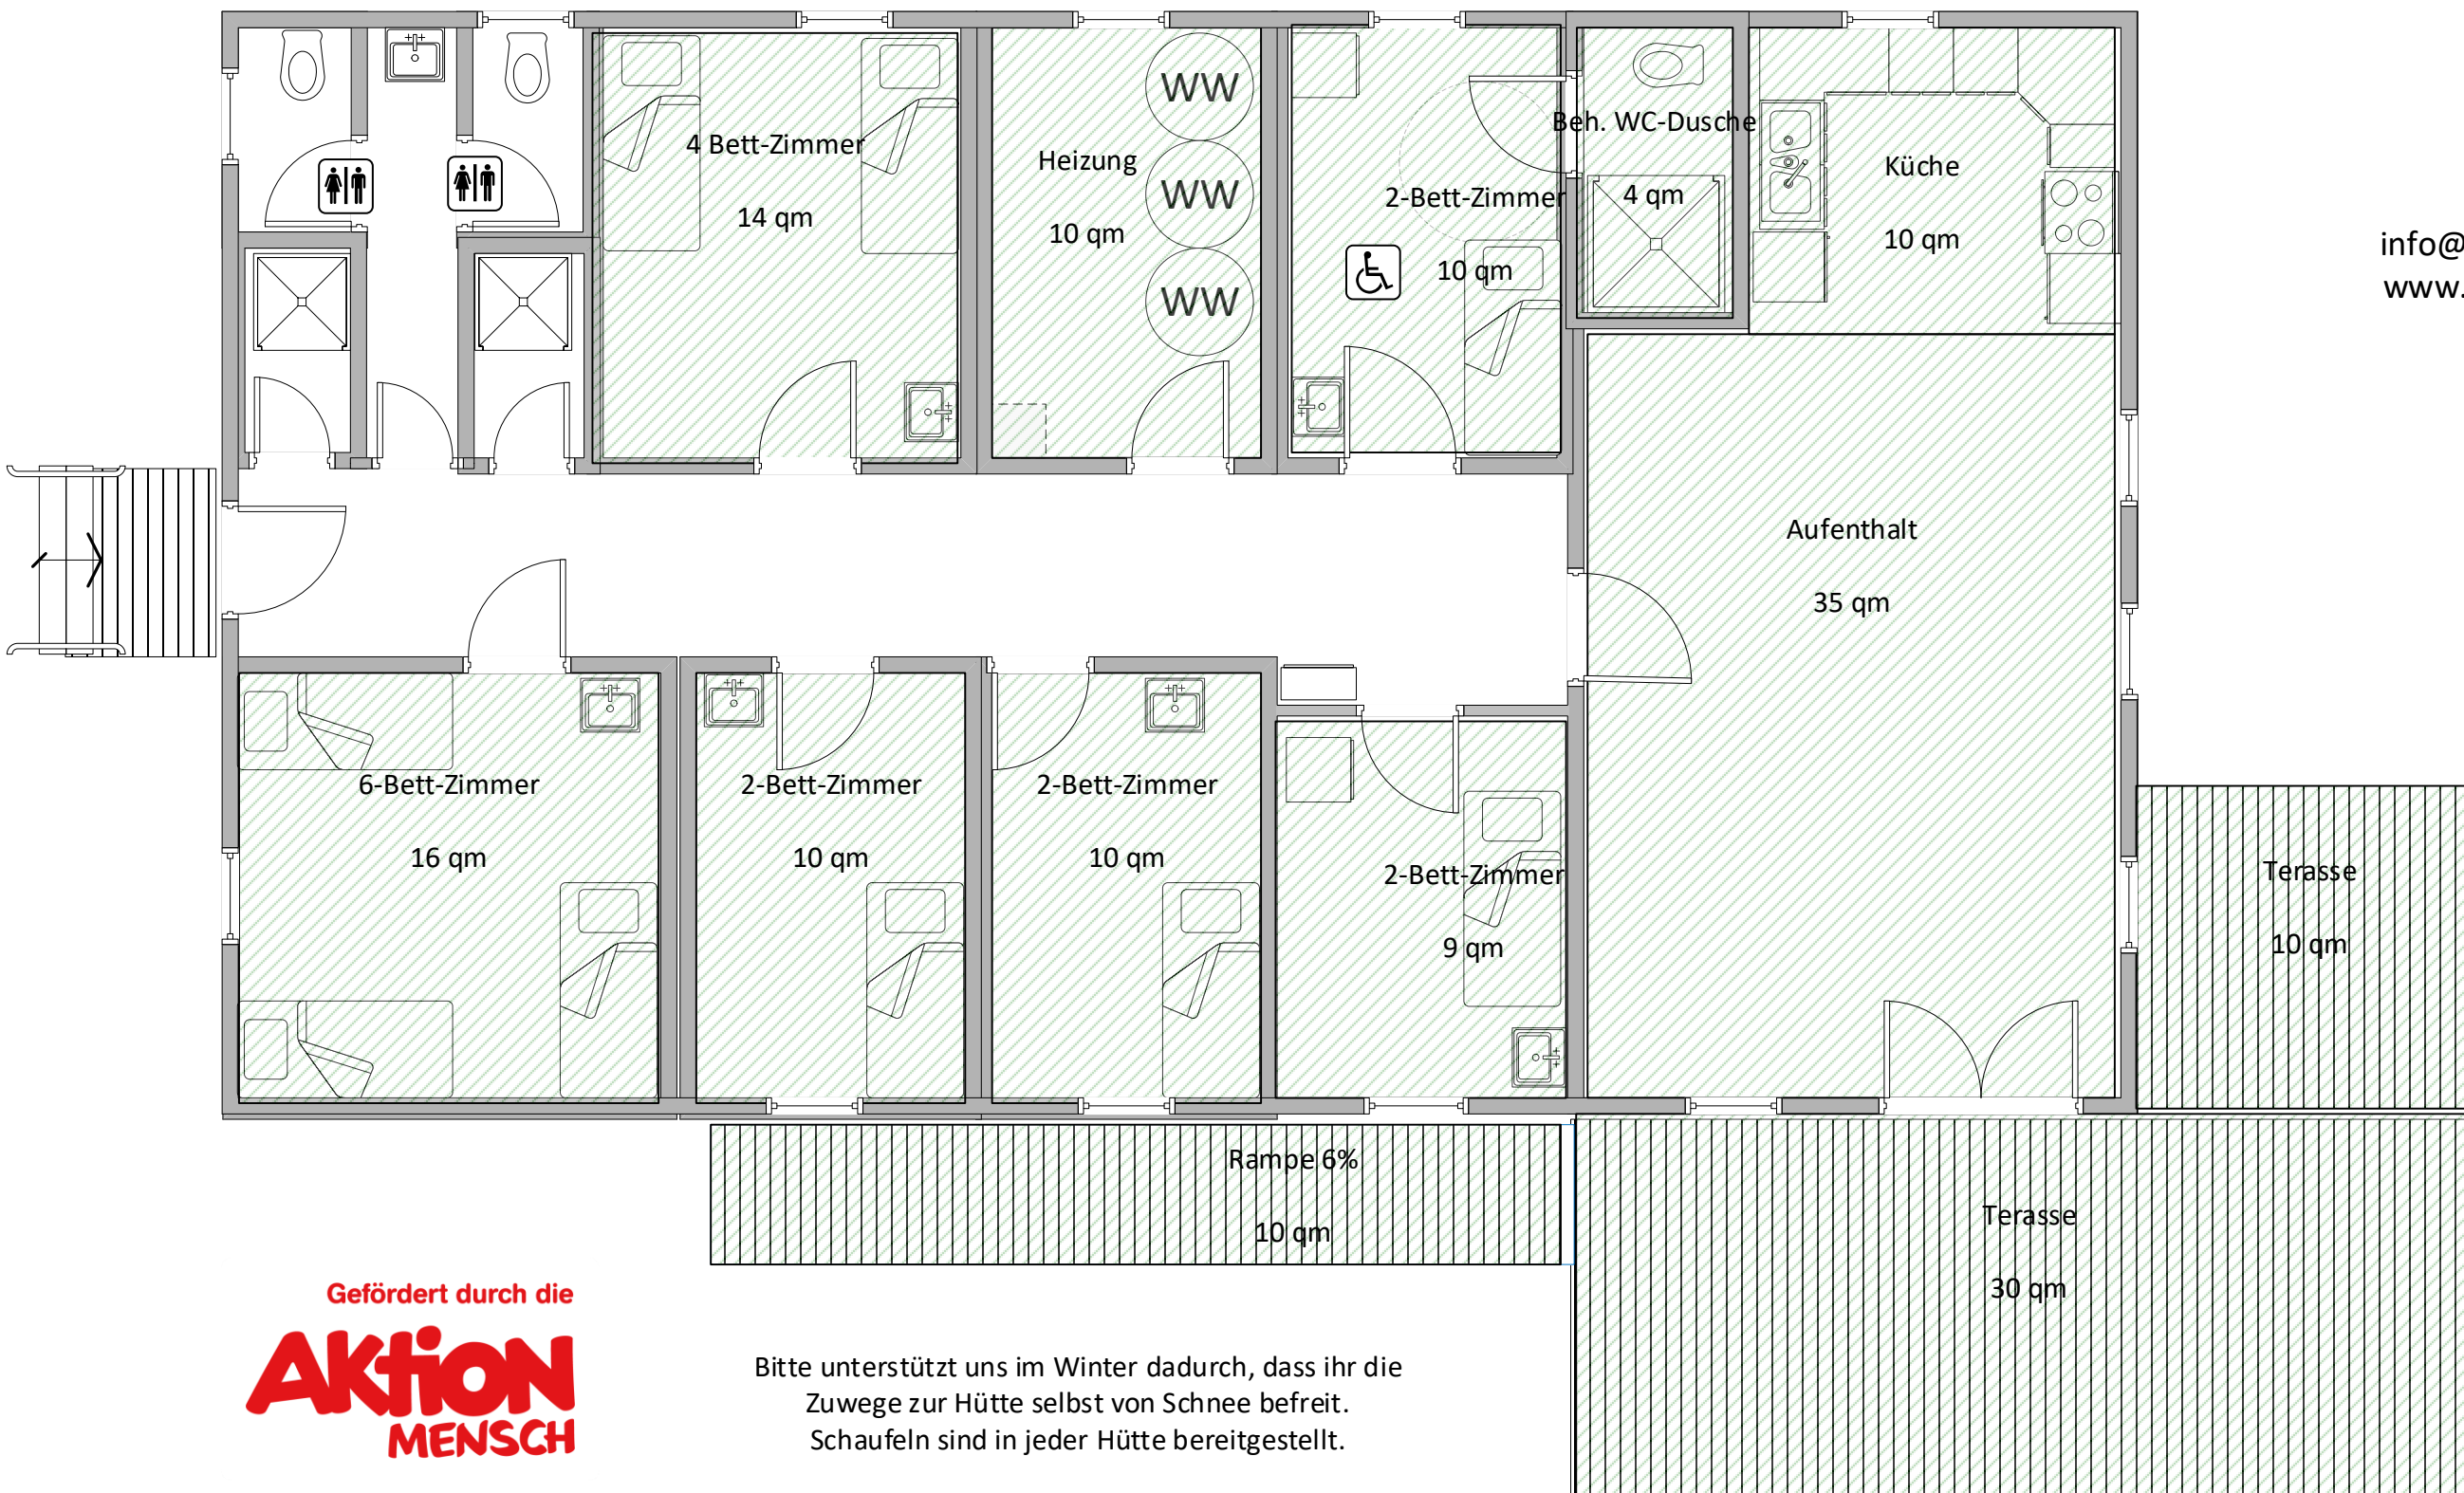 4 Bett-Zimmer
14 qm
Heizung
10 qm
WW
WW
WW
2-Bett-Zimmer
10 qm
Beh. WC-Dusche
4 qm
Küche
10 qm
info@
www.
Aufenthalt
35 qm
6-Bett-Zimmer
16 qm
2-Bett-Zimmer
10 qm
2-Bett-Zimmer
10 qm
2-Bett-Zimmer
9 qm
Terasse
10 qm
Rampe 6%
10 qm
Terasse
30 qm
Gefördert durch die
AKtiON
MENSCH
Bitte unterstützt uns im Winter dadurch, dass ihr die
Zuwege zur Hütte selbst von Schnee befreit.
Schaufeln sind in jeder Hütte bereitgestellt.